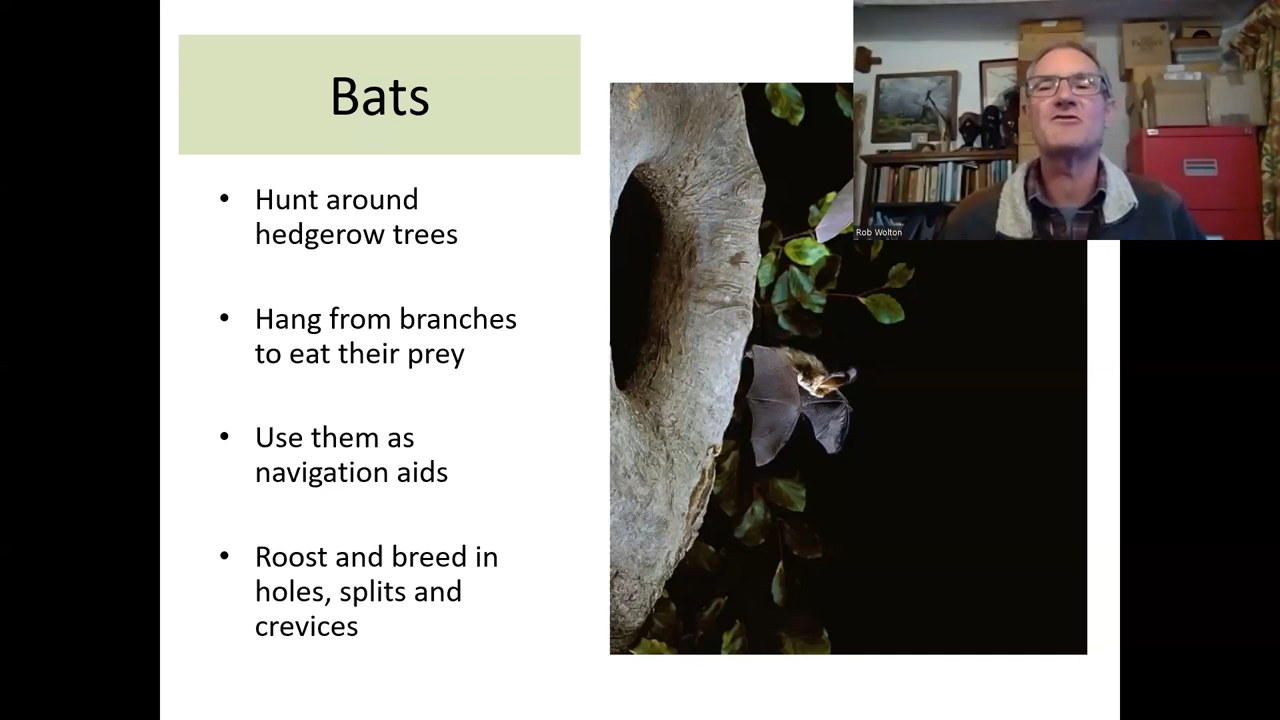 Bats
• Hunt around
hedgerow trees
• Hang from branches
to eat their prey
• Use them as
navigation aids
• Roost and breed in
holes, splits and
crevices
Rob Wolton